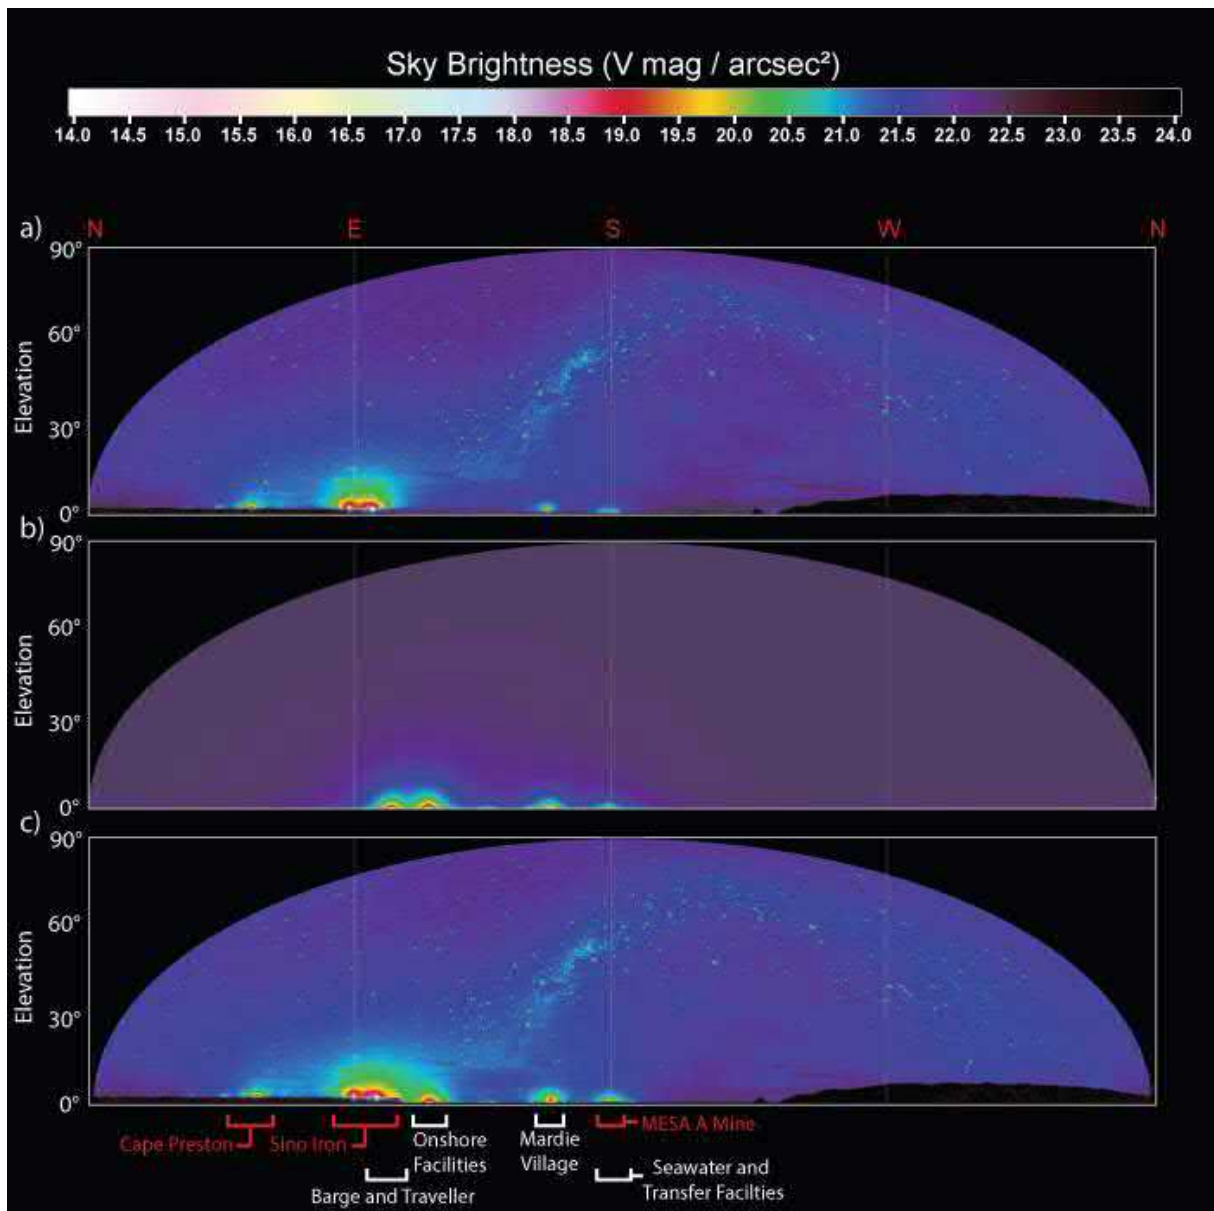 Sky Brightness (V mag / arcsec²)
14.0 14.5 15.0 15.5 16.0 16.5 17.0 17.5 18.0 18.5 19.0 19.5 20.0 20.5 21.0 21.5 22.0 22.5 23.0 23.5 24.0
a)
N E S W N
90°
60°
30°
0°
Elevation
b)
90°
60°
30°
0°
Elevation
c)
90°
60°
30°
0°
Elevation
Cape Preston
Sino Iron
Onshore
Facilities
Mardie
Village
MESA A Mine
Barge and Traveller
Seawater and
Transfer Facilties